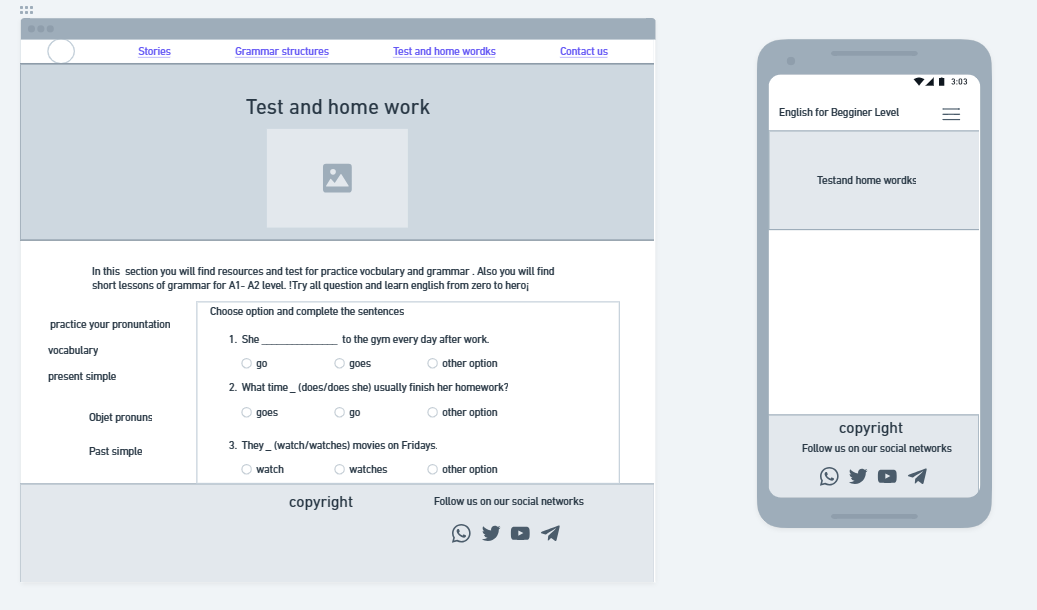 Stories
Grammar structures
Test and home wordks
Contact us
Test and home work
In this section you will find resources and test for practice vocbulary and grammar . Also you will find
short lessons of grammar for A1- A2 level. !Try all question and learn english from zero to hero¡
practice your pronuntation
vocabulary
present simple
Objet pronuns
Past simple
Choose option and complete the sentences
1. She ______________ to the gym every day after work.
go
goes
other option
2. What time _ (does/does she) usually finish her homework?
goes
go
other option
3. They _ (watch/watches) movies on Fridays.
watch
watches
other option
copyright
Follow us on our social networks
3:03
English for Begginer Level
Testand home wordks
copyright
Follow us on our social networks